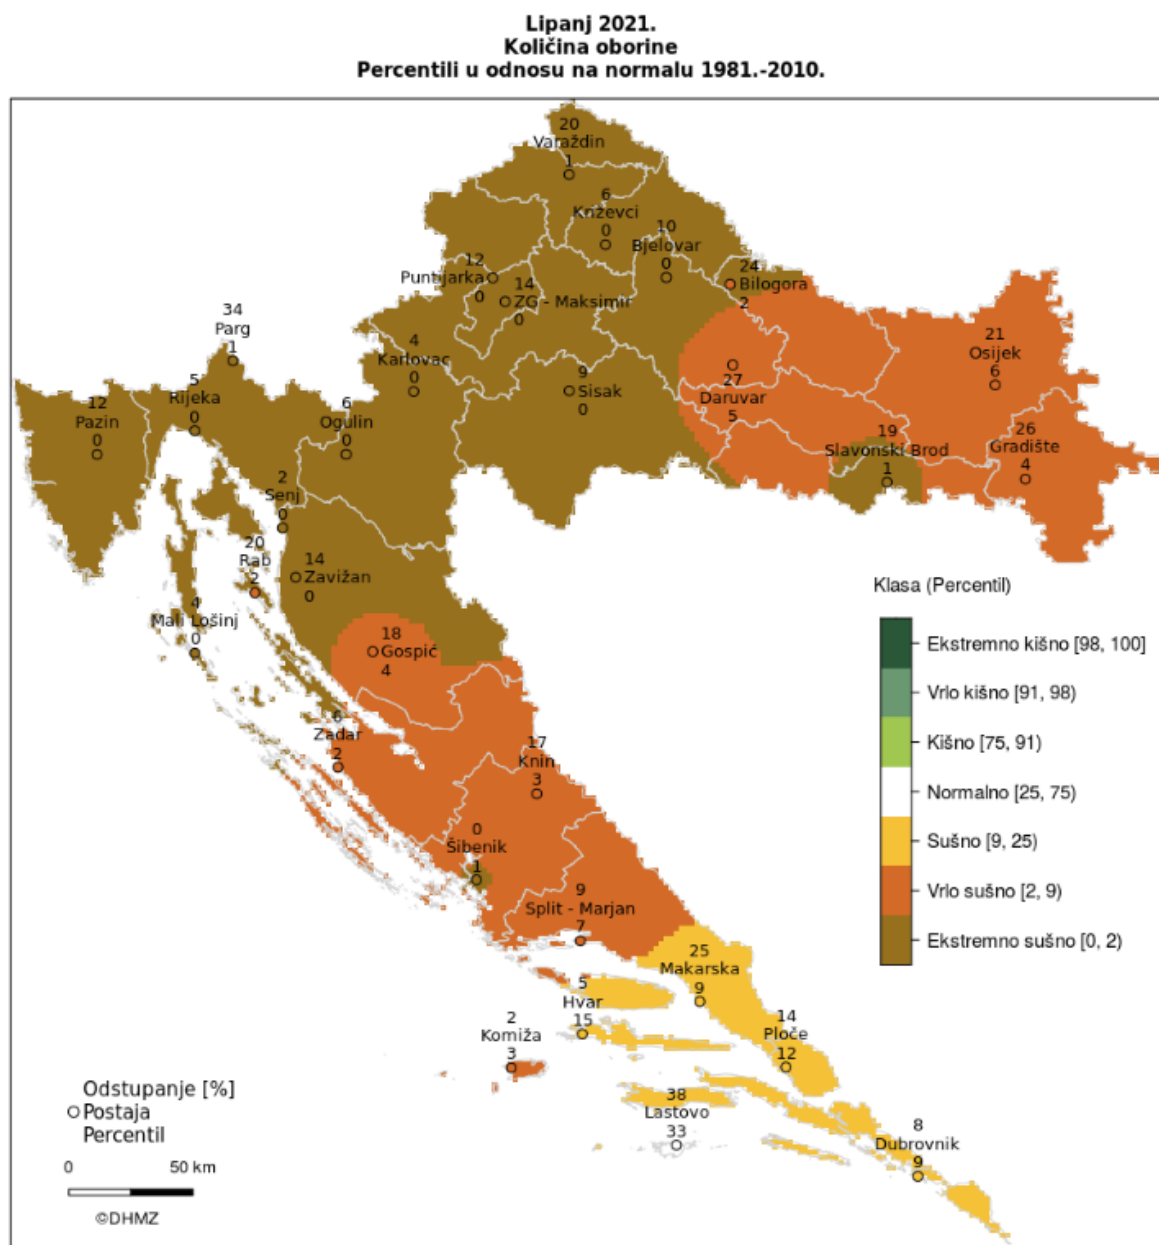 Lipanj 2021.
Količina oborine
Percentili u odnosu na normalu 1981.-2010.
20
Varaždin
1
6
Križevci
0
10
Bjelovar
0
12
Puntijarka
0
14
ZG - Maksimir
0
24
Bilogora
2
34
Parg
1
4
Karlovac
0
21
Osijek
6
5
Rijeka
0
9
Sisak
0
27
Daruvar
5
12
Pazin
0
6
Ogulin
0
19
Slavonski Brod
1
26
Gradište
4
2
Senj
0
20
Rab
2
14
Zavižan
0
4
Mali Lošinj
0
18
Gospić
4
6
Zadar
2
17
Knin
3
0
Šibenik
1
9
Split - Marjan
7
25
Makarska
9
5
Hvar
15
2
Komiža
3
14
Ploče
12
38
Lastovo
33
8
Dubrovnik
9
Klasa (Percentil)
Ekstremno kišno [98, 100]
Vrlo kišno [91, 98)
Kišno [75, 91)
Normalno [25, 75)
Sušno [9, 25)
Vrlo sušno [2, 9)
Ekstremno sušno [0, 2)
Odstupanje [%]
Postaja
Percentil
0 50 km
©DHMZ